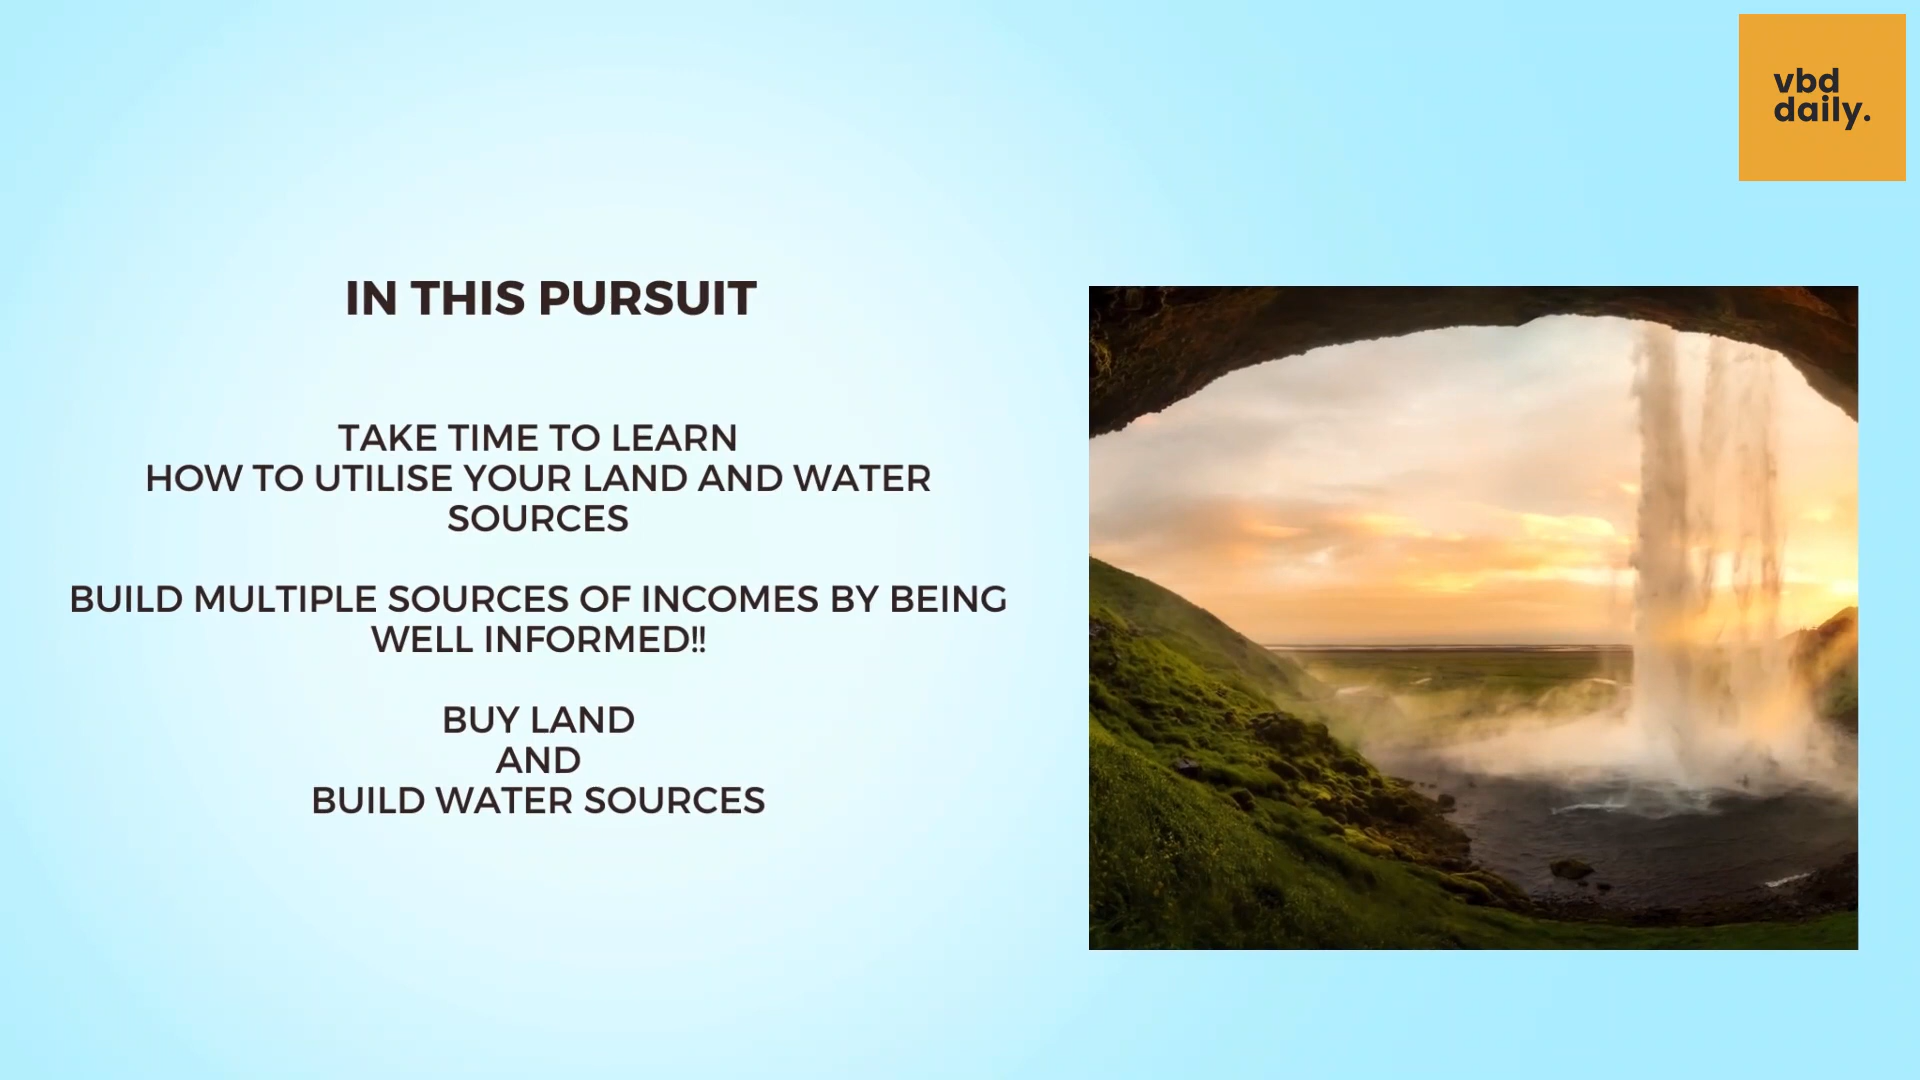 vbd
daily.
IN THIS PURSUIT
TAKE TIME TO LEARN
HOW TO UTILISE YOUR LAND AND WATER
SOURCES
BUILD MULTIPLE SOURCES OF INCOMES BY BEING
WELL INFORMED!!
BUY LAND
AND
BUILD WATER SOURCES